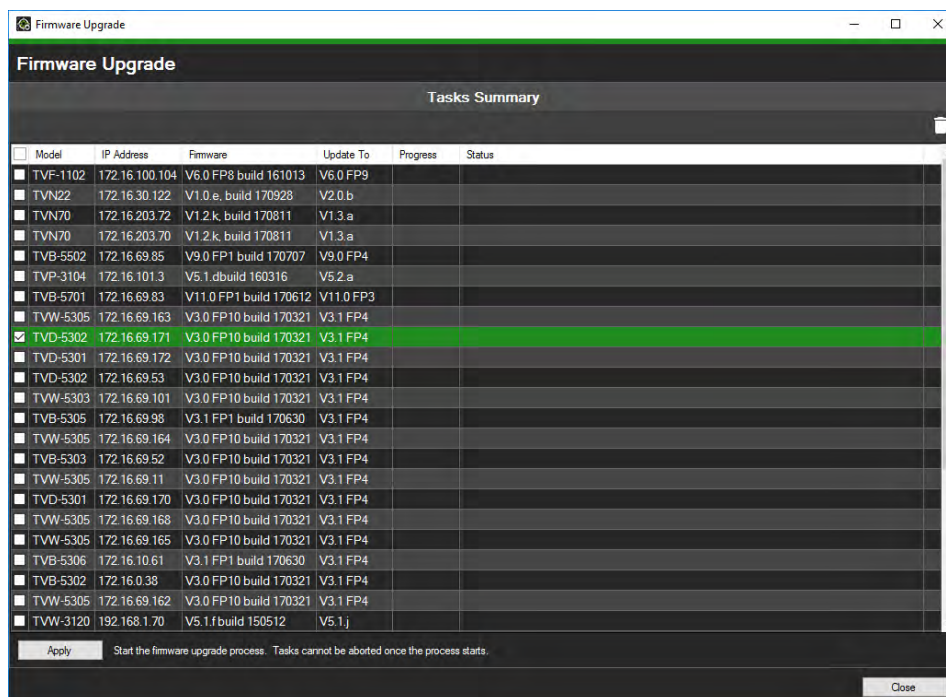 Firmware Upgrade
Firmware Upgrade
Tasks Summary
Model IP Address Firmware Update To Progress Status
TVF-1102 172.16.100.104 V6.0 FP8 build 161013 V6.0 FP9
TVN22 172.16.30.122 V1.0.e, build 170928 V2.0.b
TVN70 172.16.203.72 V1.2.k, build 170811 V1.3.a
TVN70 172.16.203.70 V1.2.k, build 170811 V1.3.a
TVB-5502 172.16.69.85 V9.0 FP1 build 170707 V9.0 FP4
TVP-3104 172.16.101.3 V5.1.dbuild 160316 V5.2.a
TVB-5701 172.16.69.83 V11.0 FP1 build 170612 V11.0 FP3
TVW-5305 172.16.69.163 V3.0 FP10 build 170321 V3.1 FP4
TVD-5302 172.16.69.171 V3.0 FP10 build 170321 V3.1 FP4
TVD-5301 172.16.69.172 V3.0 FP10 build 170321 V3.1 FP4
TVD-5302 172.16.69.53 V3.0 FP10 build 170321 V3.1 FP4
TVW-5303 172.16.69.101 V3.0 FP10 build 170321 V3.1 FP4
TVB-5305 172.16.69.98 V3.1 FP1 build 170630 V3.1 FP4
TVW-5305 172.16.69.164 V3.0 FP10 build 170321 V3.1 FP4
TVB-5303 172.16.69.52 V3.0 FP10 build 170321 V3.1 FP4
TVW-5305 172.16.69.11 V3.0 FP10 build 170321 V3.1 FP4
TVD-5301 172.16.69.170 V3.0 FP10 build 170321 V3.1 FP4
TVW-5305 172.16.69.168 V3.0 FP10 build 170321 V3.1 FP4
TVW-5305 172.16.69.165 V3.0 FP10 build 170321 V3.1 FP4
TVB-5306 172.16.10.61 V3.1 FP1 build 170630 V3.1 FP4
TVB-5302 172.16.0.38 V3.0 FP10 build 170321 V3.1 FP4
TVW-5305 172.16.69.162 V3.0 FP10 build 170321 V3.1 FP4
TVW-3120 192.168.1.70 V5.1.f build 150512 V5.1.j
Apply Start the firmware upgrade process. Tasks cannot be aborted once the process starts.
Close